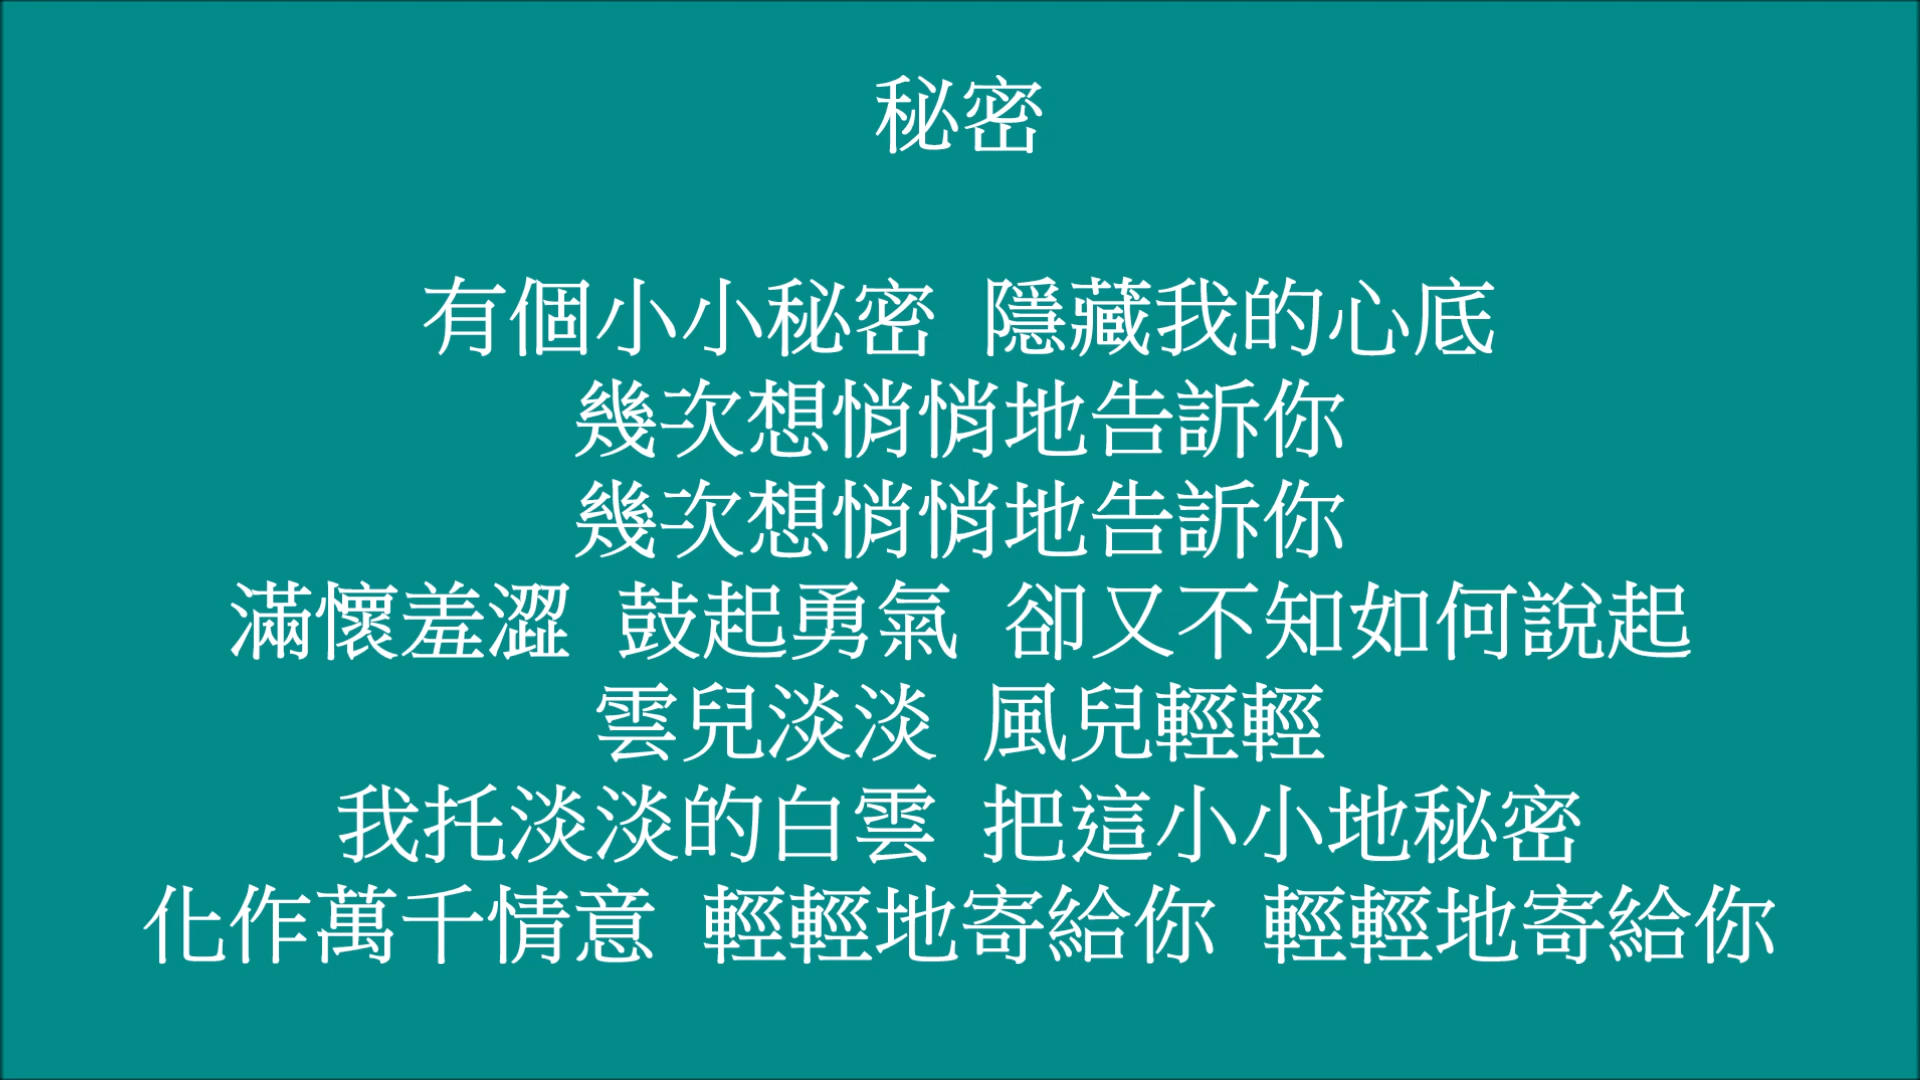 秘密
有個小小秘密 隱藏我的心底
幾次想悄悄地告訴你
幾次想悄悄地告訴你
滿懷羞澀 鼓起勇氣 卻又不知如何說起
雲兒淡淡 風兒輕輕
我托淡淡的白雲 把這小小地秘密
化作萬千情意 輕輕地寄給你 輕輕地寄給你